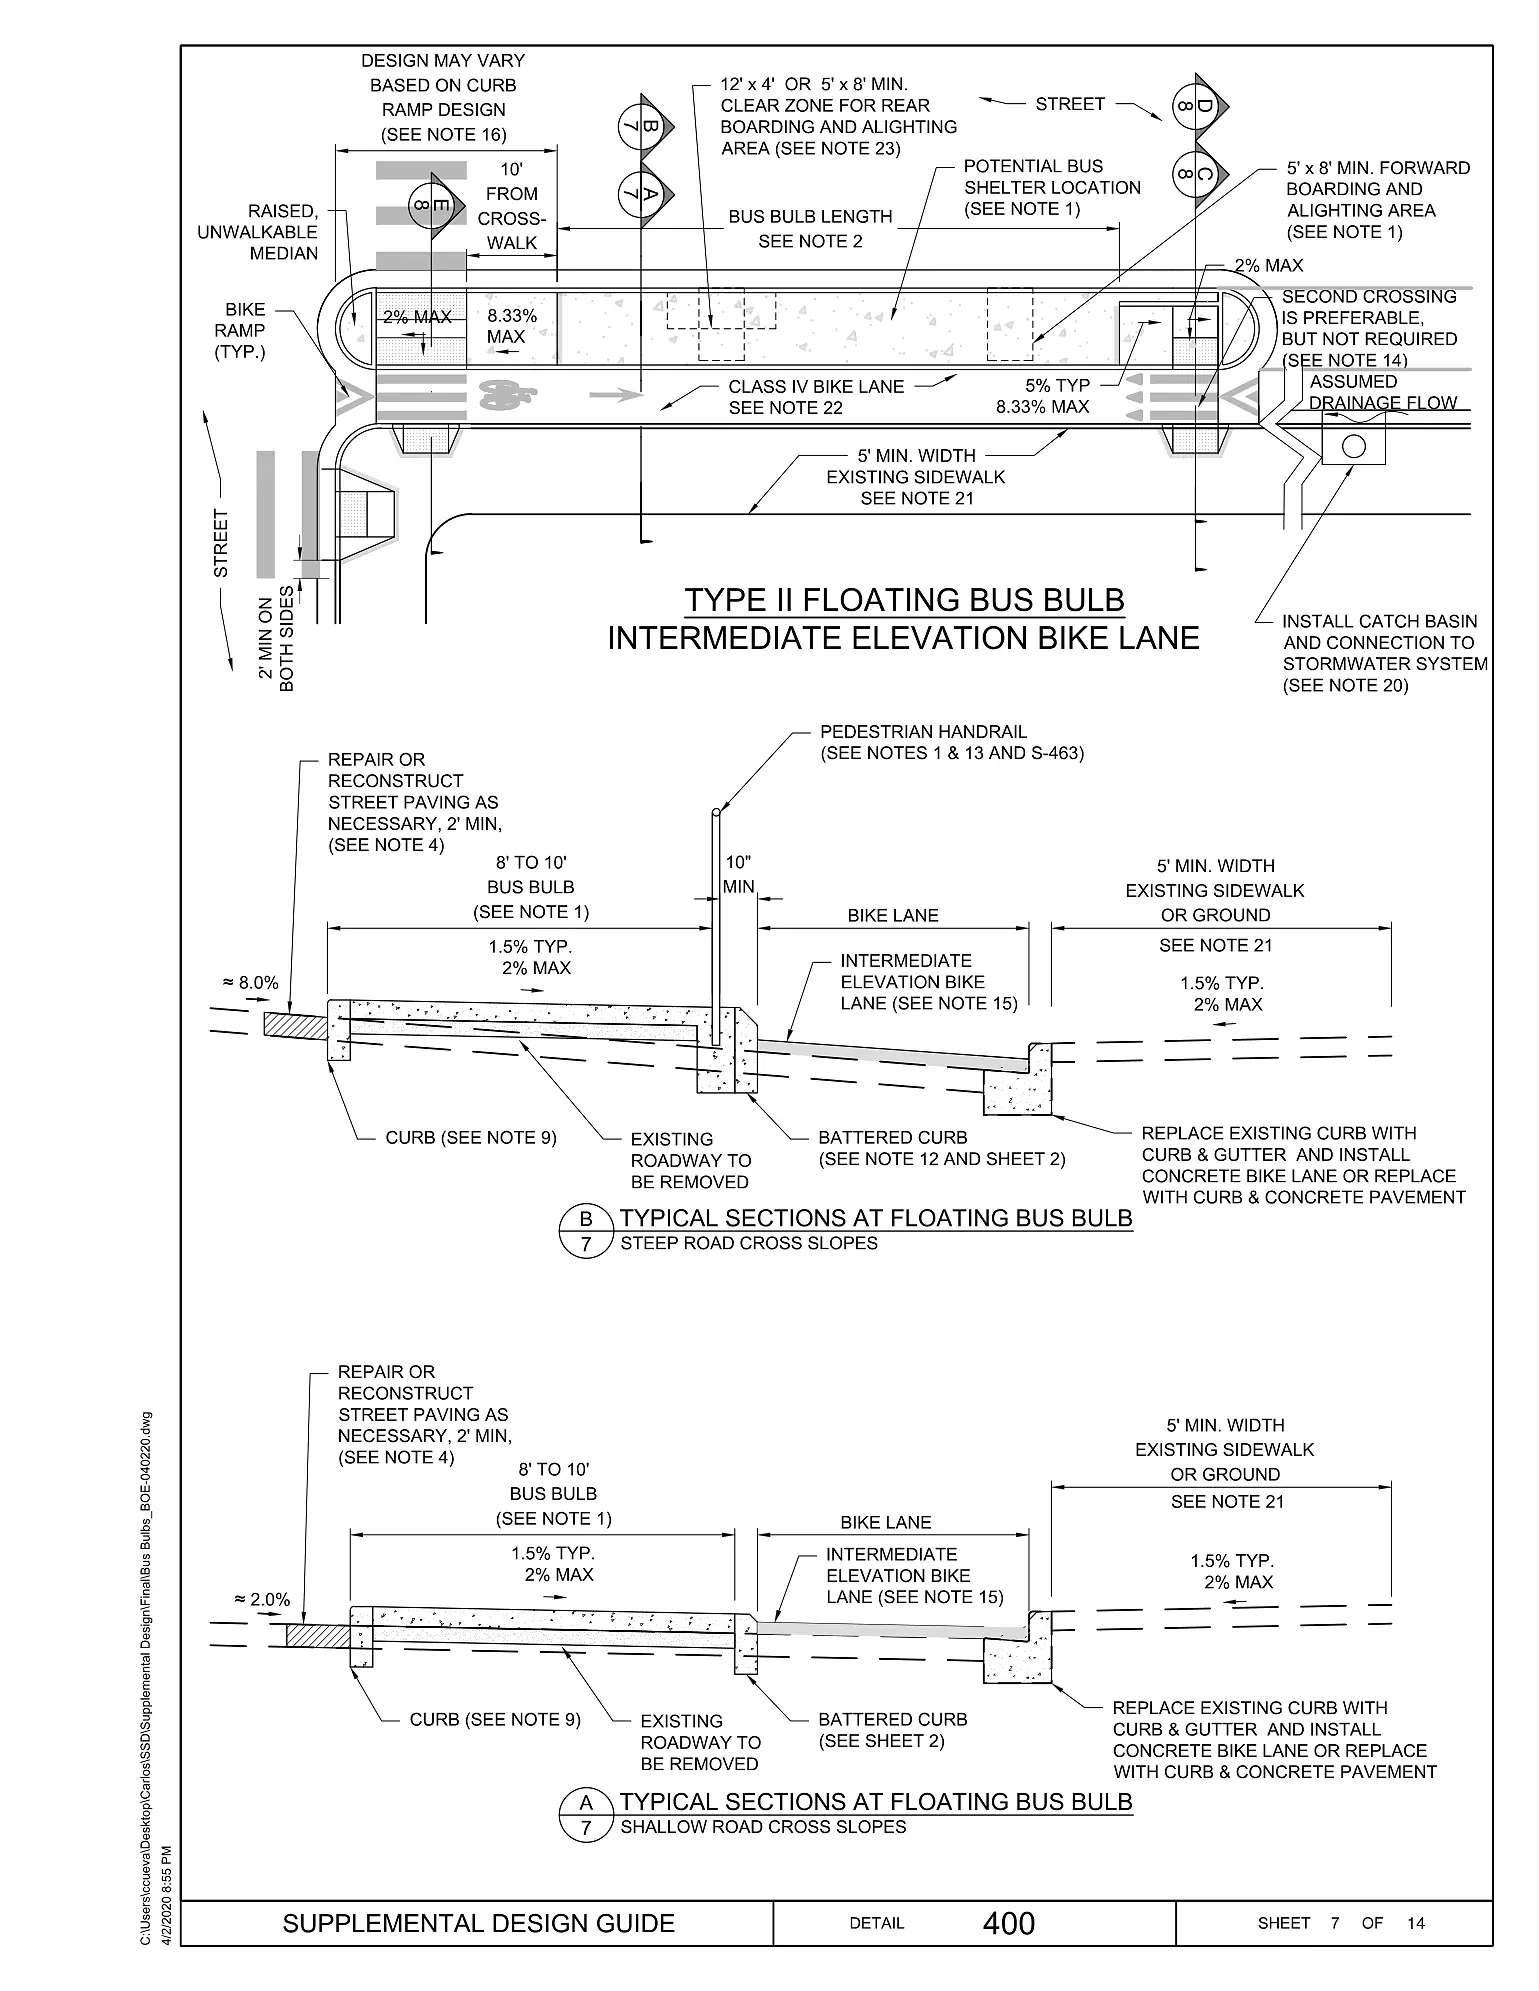 DESIGN MAY VARY
BASED ON CURB
RAMP DESIGN
(SEE NOTE 16)
10'
FROM
CROSS-
WALK
E
8
B
7
A
7
12' x 4'  OR  5' x 8' MIN.
CLEAR ZONE FOR REAR
BOARDING AND ALIGHTING
AREA (SEE NOTE 23)
STREET
D
8
C
8
POTENTIAL BUS
SHELTER LOCATION
(SEE NOTE 1)
5' x 8' MIN. FORWARD
BOARDING AND
ALIGHTING AREA
(SEE NOTE 1)
RAISED,
UNWALKABLE
MEDIAN
BUS BULB LENGTH
SEE NOTE 2
2% MAX
BIKE
RAMP
(TYP.)
2% MAX
8.33%
MAX
SECOND CROSSING
IS PREFERABLE,
BUT NOT REQUIRED
(SEE NOTE 14)
CLASS IV BIKE LANE
SEE NOTE 22
5% TYP
8.33% MAX
ASSUMED
DRAINAGE FLOW
5' MIN. WIDTH
EXISTING SIDEWALK
SEE NOTE 21
STREET
2' MIN ON
BOTH SIDES
TYPE II FLOATING BUS BULB
INTERMEDIATE ELEVATION BIKE LANE
INSTALL CATCH BASIN
AND CONNECTION TO
STORMWATER SYSTEM
(SEE NOTE 20)
PEDESTRIAN HANDRAIL
(SEE NOTES 1 & 13 AND S-463)
REPAIR OR
RECONSTRUCT
STREET PAVING AS
NECESSARY, 2' MIN,
(SEE NOTE 4)
8' TO 10'
BUS BULB
(SEE NOTE 1)
10"
MIN
BIKE LANE
5' MIN. WIDTH
EXISTING SIDEWALK
OR GROUND
SEE NOTE 21
1.5% TYP.
2% MAX
INTERMEDIATE
ELEVATION BIKE
LANE (SEE NOTE 15)
1.5% TYP.
2% MAX
≈ 8.0%
CURB (SEE NOTE 9)
EXISTING
ROADWAY TO
BE REMOVED
BATTERED CURB
(SEE NOTE 12 AND SHEET 2)
REPLACE EXISTING CURB WITH
CURB & GUTTER  AND INSTALL
CONCRETE BIKE LANE OR REPLACE
WITH CURB & CONCRETE PAVEMENT
B
7
TYPICAL SECTIONS AT FLOATING BUS BULB
STEEP ROAD CROSS SLOPES
REPAIR OR
RECONSTRUCT
STREET PAVING AS
NECESSARY, 2' MIN,
(SEE NOTE 4)
8' TO 10'
BUS BULB
(SEE NOTE 1)
BIKE LANE
5' MIN. WIDTH
EXISTING SIDEWALK
OR GROUND
SEE NOTE 21
1.5% TYP.
2% MAX
INTERMEDIATE
ELEVATION BIKE
LANE (SEE NOTE 15)
1.5% TYP.
2% MAX
≈ 2.0%
CURB (SEE NOTE 9)
EXISTING
ROADWAY TO
BE REMOVED
BATTERED CURB
(SEE SHEET 2)
REPLACE EXISTING CURB WITH
CURB & GUTTER  AND INSTALL
CONCRETE BIKE LANE OR REPLACE
WITH CURB & CONCRETE PAVEMENT
A
7
TYPICAL SECTIONS AT FLOATING BUS BULB
SHALLOW ROAD CROSS SLOPES
C:\Users\ccueva\Desktop\Carlos\SSD\Supplemental Design\Final\Bus Bulbs_BOE-040220.dwg
4/2/2020 8:55 PM
SUPPLEMENTAL DESIGN GUIDE
DETAIL 400
SHEET 7 OF 14